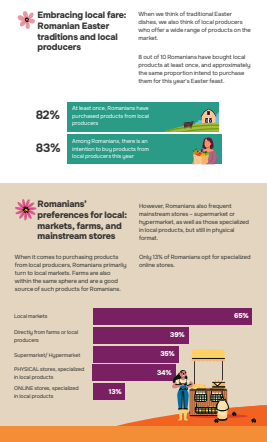 Embracing local fare:
Romanian Easter
traditions and local
producers
When we think of traditional Easter
dishes, we also think of local producers
who offer a wide range of products on the
market.
8 out of 10 Romanians have bought local
products at least once, and approximately
the same proportion intend to purchase
them for this year's Easter feast.
82%
At least once, Romanians have
purchased products from local
producers
83%
Among Romanians, there is an
intention to buy products from
local producers this year
Romanians'
preferences for local:
markets, farms, and
mainstream stores
When it comes to purchasing products
from local producers, Romanians primarily
turn to local markets. Farms are also
within the same sphere and are a good
source of such products for Romanians.
However, Romanians also frequent
mainstream stores – supermarket or
hypermarket, as well as those specialized
in local products, but still in physical
format.
Only 13% of Romanians opt for specialized
online stores.
Local markets
65%
Directly from farms or local
producers
39%
Supermarket/ Hypermarket
35%
PHYSICAL stores, specialized
in local products
34%
ONLINE stores, specialized
in local products
13%